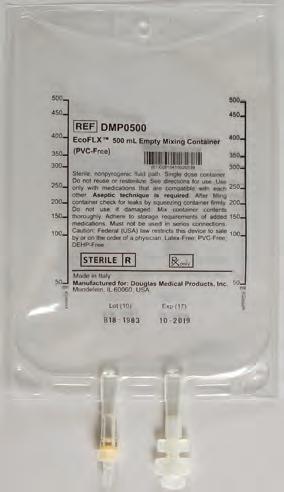 500 500
450 450
REF DMP0500
400 400
EcoFLX™ 500 mL Empty Mixing Container
350 (PVC-Free) 350
300 300
Sterile, nonpyrogenic fluid path. Single dose container.
Do not reuse or resterilize. See directions for use. Use
250 only with medications that are compatible with each 250
other. Aseptic technique is required. After filling
200 container check for leaks by squeezing container firmly. 200
Do not use if damaged. Mix container contents
150 thoroughly. Adhere to storage requirements of added 150
medications. Must not be used in series connections.
100 Caution: Federal (USA) law restricts this device to sale 100
by or on the order of a physician. Latex-Free; PVC-Free;
DEHP-Free.
STERILE R Rx only
Made in Italy
50 Manufactured for: Douglas Medical Products, Inc. 50
Mundelein, IL 60060, USA
Lot (10) Exp (17)
818-1983 10-2019